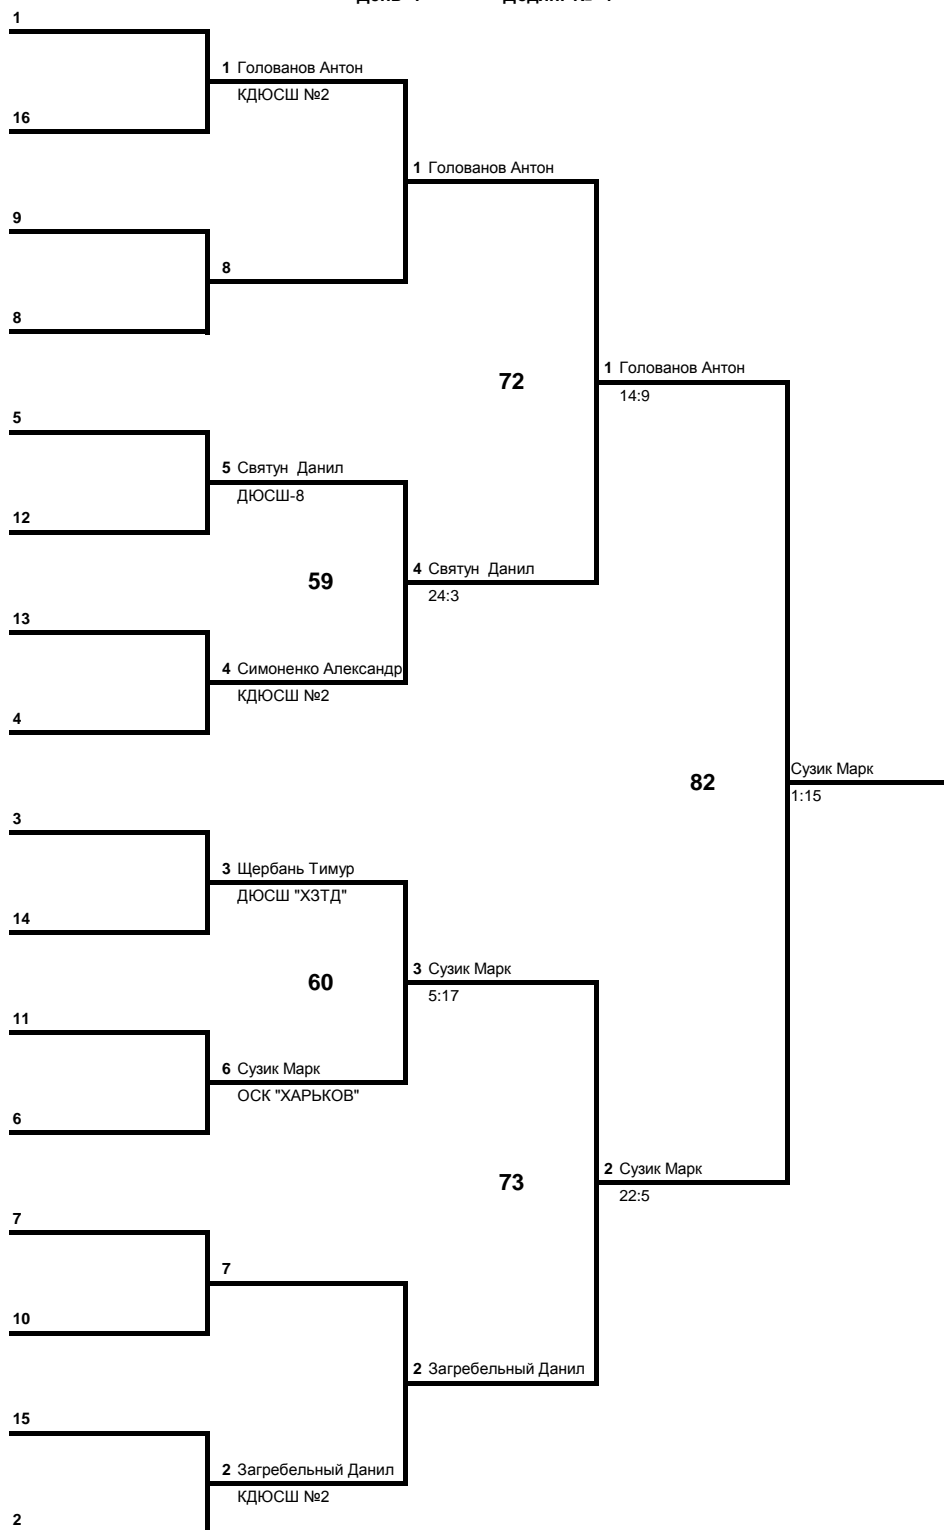 1
1 Голованов Антон
КДЮСШ №2
16
1 Голованов Антон
9
8
8
72
1 Голованов Антон
14:9
5
5 Святун Данил
ДЮСШ-8
12
59
4 Святун Данил
24:3
13
4 Симоненко Александр
КДЮСШ №2
4
82
Сузик Марк
1:15
3
3 Щербань Тимур
ДЮСШ "ХЗТД"
14
60
3 Сузик Марк
5:17
11
6 Сузик Марк
ОСК "ХАРЬКОВ"
6
73
2 Сузик Марк
22:5
7
7
10
2 Загребельный Данил
15
2 Загребельный Данил
КДЮСШ №2
2